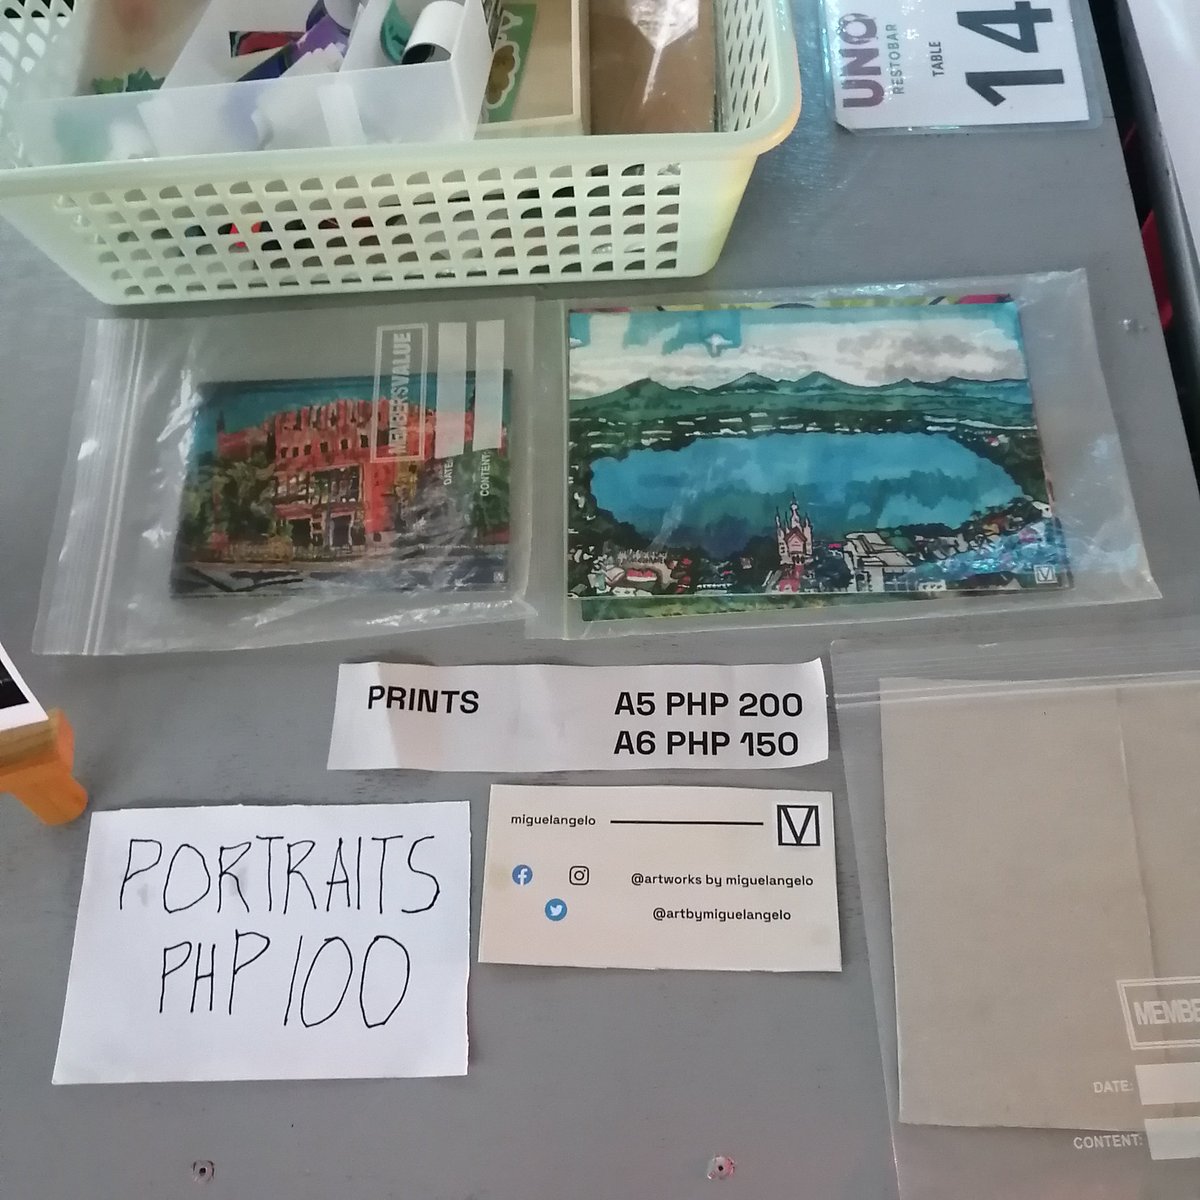 UNO
RESTOBAR
TABLE
14
MEMBERSVALUE
DATE:
CONTENT:
PRINTS
A5 PHP 200
A6 PHP 150
PORTRAITS
PHP 100
miguelangelo
@artworks by miguelangelo
@artbymiguelangelo
MEMBE
DATE:
CONTENT: